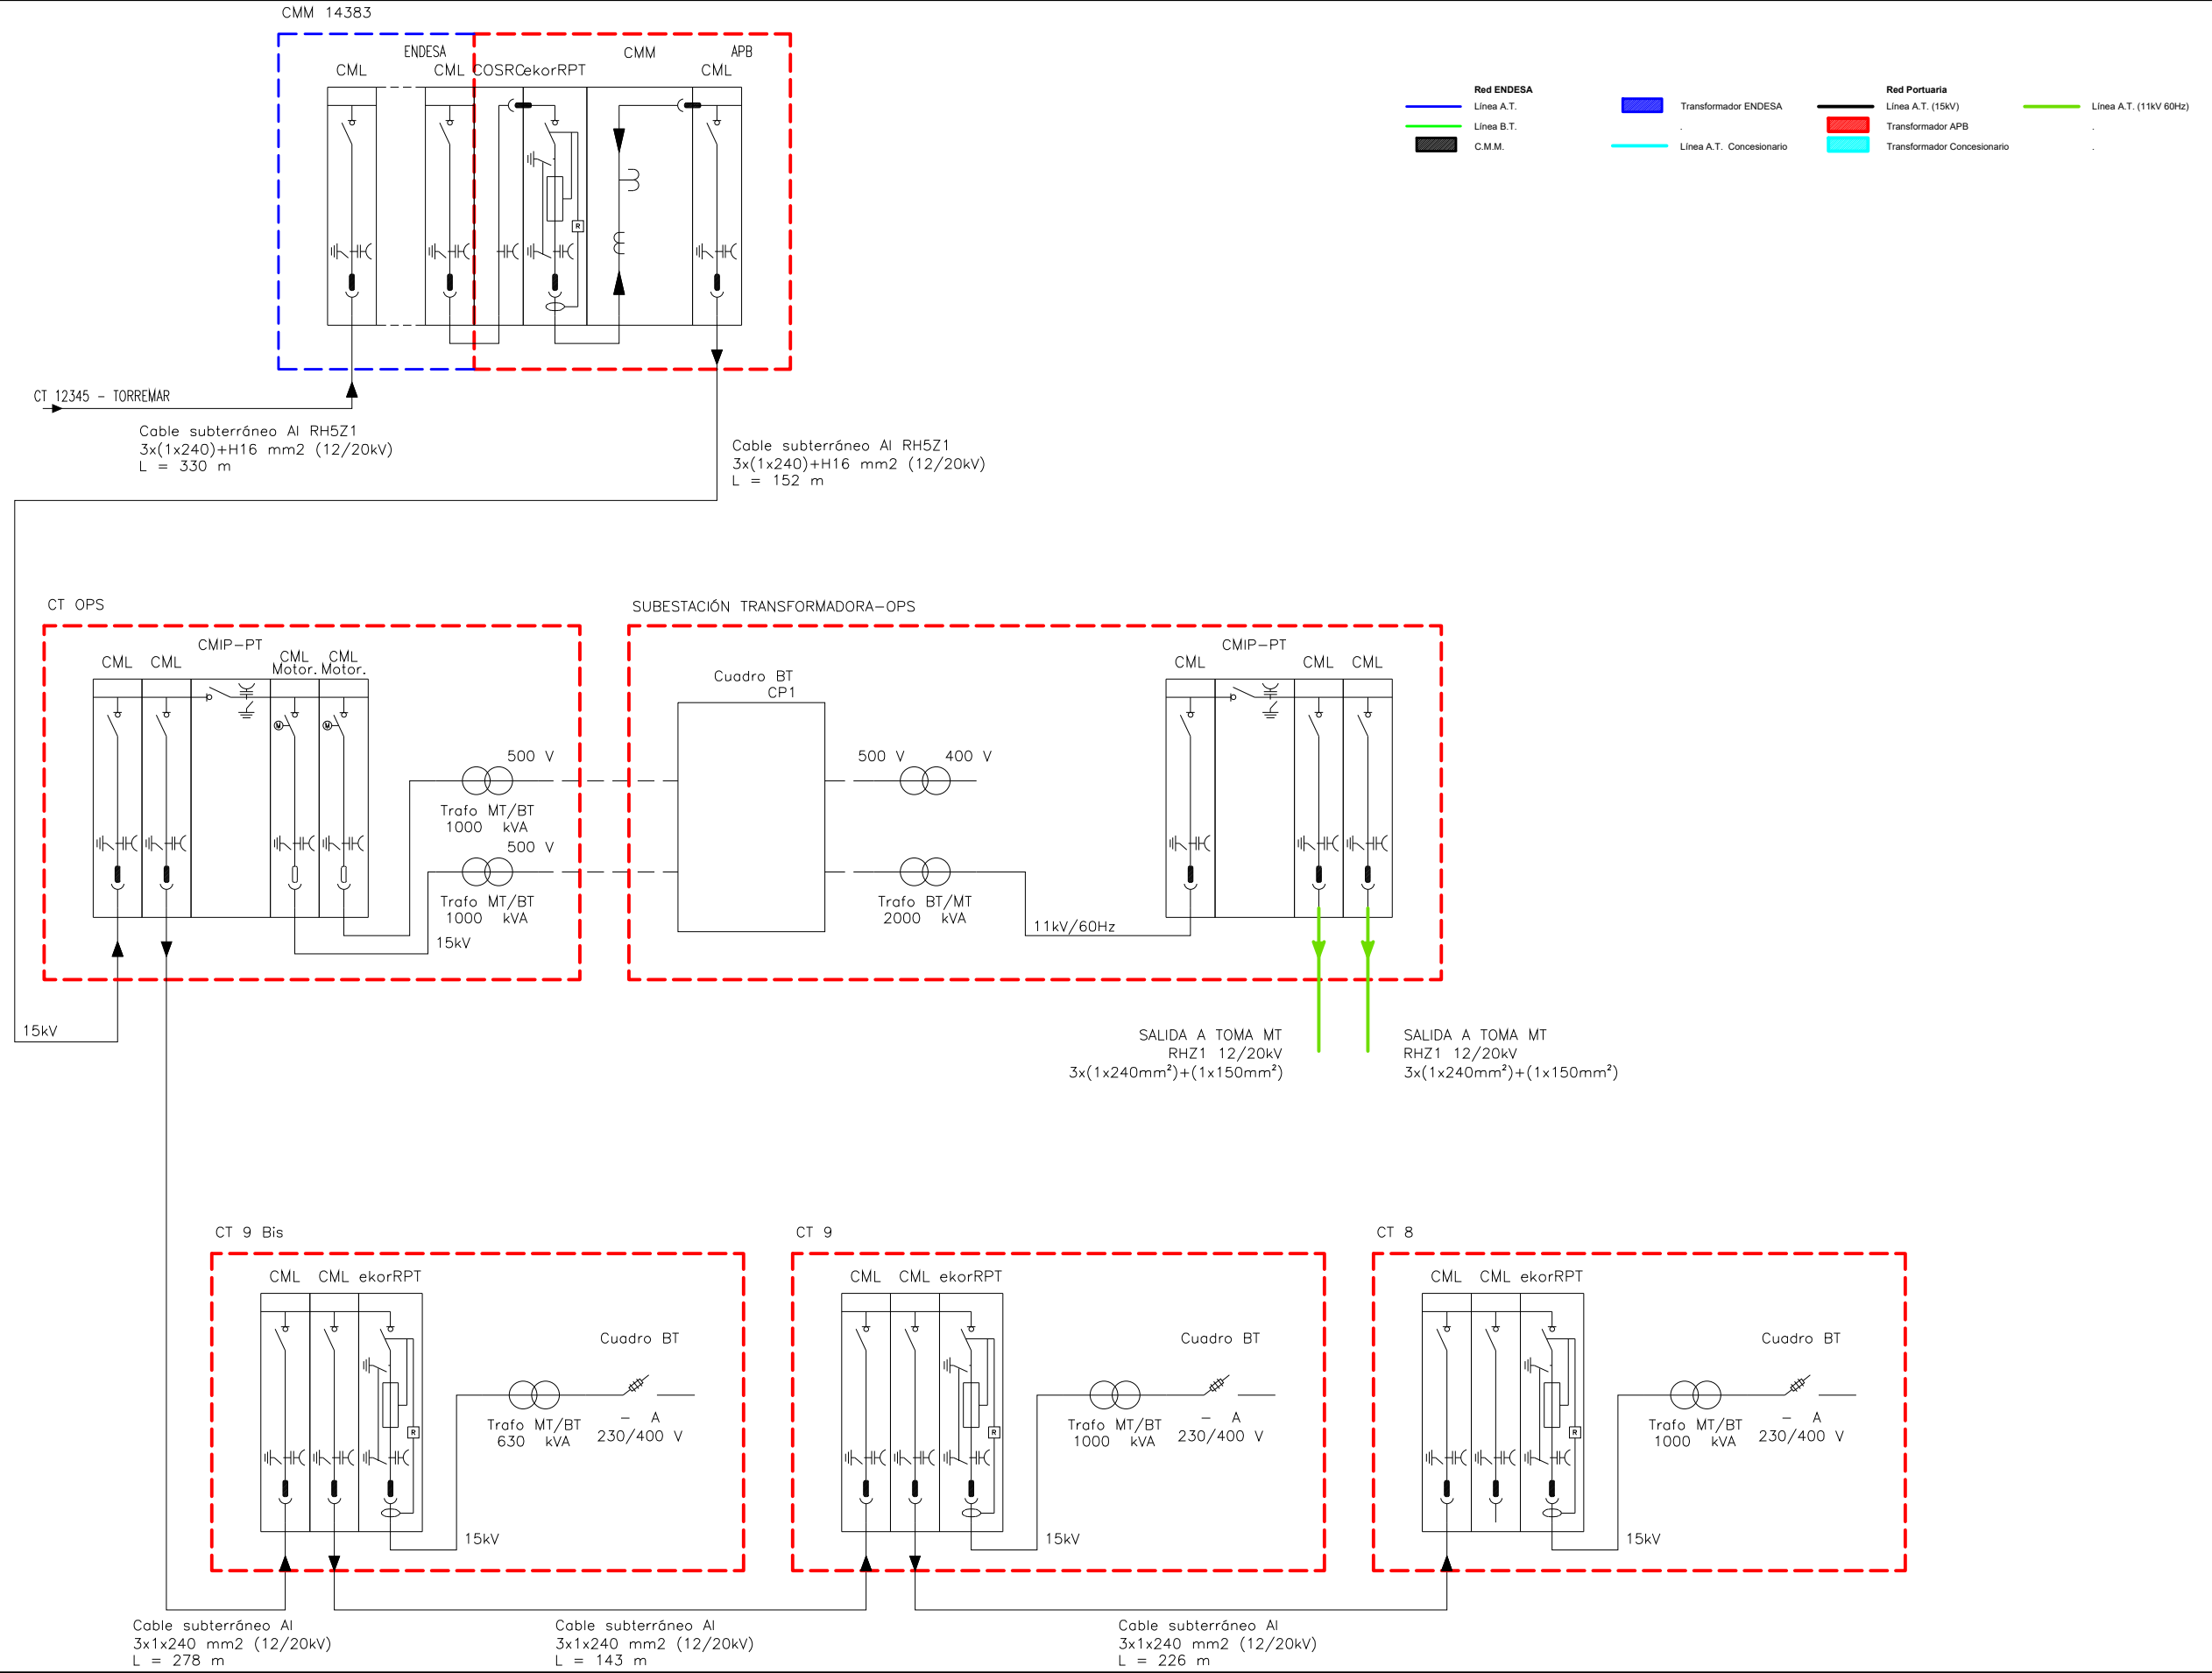 CMM 14383
ENDESA
CMM
APB
CML
CML
COSRC
ekorRPT
CML
R
Red ENDESA
Línea A.T.
Línea B.T.
C.M.M.
Transformador ENDESA
.
Línea A.T. Concesionario
Red Portuaria
Línea A.T. (15kV)
Transformador APB
Transformador Concesionario
Línea A.T. (11kV 60Hz)
.
.
CT 12345 - TORREMAR
Cable subterráneo Al RH5Z1
3x(1x240)+H16 mm2 (12/20kV)
L = 330 m
Cable subterráneo Al RH5Z1
3x(1x240)+H16 mm2 (12/20kV)
L = 152 m
CT OPS
CMIP-PT
CML
CML
CML
Motor.
CML
Motor.
M
M
500 V
Trafo MT/BT
1000 kVA
500 V
Trafo MT/BT
1000 kVA
15kV
15kV
SUBESTACIÓN TRANSFORMADORA-OPS
Cuadro BT
CP1
500 V
400 V
Trafo BT/MT
2000 kVA
11kV/60Hz
CMIP-PT
CML
CML
CML
SALIDA A TOMA MT
RHZ1 12/20kV
3x(1x240mm²)+(1x150mm²)
SALIDA A TOMA MT
RHZ1 12/20kV
3x(1x240mm²)+(1x150mm²)
CT 9 Bis
CML
CML
ekorRPT
R
Cuadro BT
Trafo MT/BT
630 kVA
- A
230/400 V
15kV
CT 9
CML
CML
ekorRPT
R
Cuadro BT
Trafo MT/BT
1000 kVA
- A
230/400 V
15kV
CT 8
CML
CML
ekorRPT
R
Cuadro BT
Trafo MT/BT
1000 kVA
- A
230/400 V
15kV
Cable subterráneo Al
3x1x240 mm2 (12/20kV)
L = 278 m
Cable subterráneo Al
3x1x240 mm2 (12/20kV)
L = 143 m
Cable subterráneo Al
3x1x240 mm2 (12/20kV)
L = 226 m